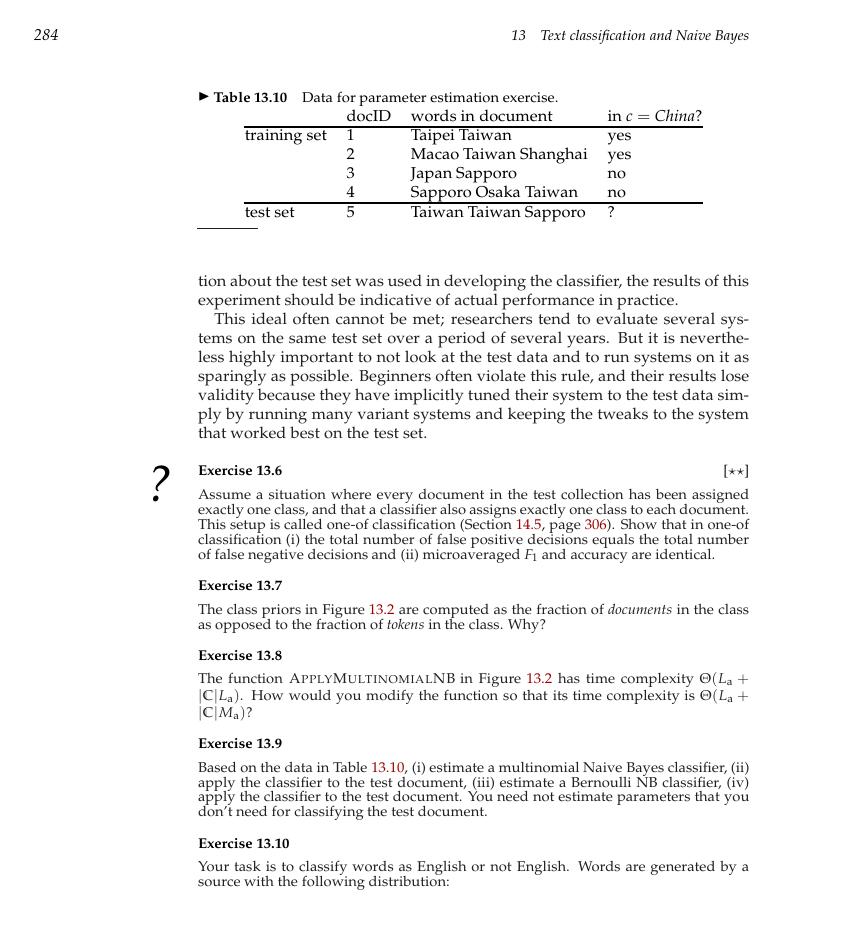 284
13 Text classification and Naive Bayes
▶ Table 13.10 Data for parameter estimation exercise.
docID words in document in c = China?
training set 1 Taipei Taiwan yes
2 Macao Taiwan Shanghai yes
3 Japan Sapporo no
4 Sapporo Osaka Taiwan no
test set 5 Taiwan Taiwan Sapporo ?
tion about the test set was used in developing the classifier, the results of this
experiment should be indicative of actual performance in practice.
This ideal often cannot be met; researchers tend to evaluate several sys-
tems on the same test set over a period of several years. But it is neverthe-
less highly important to not look at the test data and to run systems on it as
sparingly as possible. Beginners often violate this rule, and their results lose
validity because they have implicitly tuned their system to the test data sim-
ply by running many variant systems and keeping the tweaks to the system
that worked best on the test set.
? Exercise 13.6 [⋆⋆]
Assume a situation where every document in the test collection has been assigned
exactly one class, and that a classifier also assigns exactly one class to each document.
This setup is called one-of classification (Section 14.5, page 306). Show that in one-of
classification (i) the total number of false positive decisions equals the total number
of false negative decisions and (ii) microaveraged F₁ and accuracy are identical.
Exercise 13.7
The class priors in Figure 13.2 are computed as the fraction of documents in the class
as opposed to the fraction of tokens in the class. Why?
Exercise 13.8
The function APPLYMULTINOMIALNB in Figure 13.2 has time complexity Θ(Lₐ +
|ℂ|Lₐ). How would you modify the function so that its time complexity is Θ(Lₐ +
|ℂ|Mₐ)?
Exercise 13.9
Based on the data in Table 13.10, (i) estimate a multinomial Naive Bayes classifier, (ii)
apply the classifier to the test document, (iii) estimate a Bernoulli NB classifier, (iv)
apply the classifier to the test document. You need not estimate parameters that you
don't need for classifying the test document.
Exercise 13.10
Your task is to classify words as English or not English. Words are generated by a
source with the following distribution: